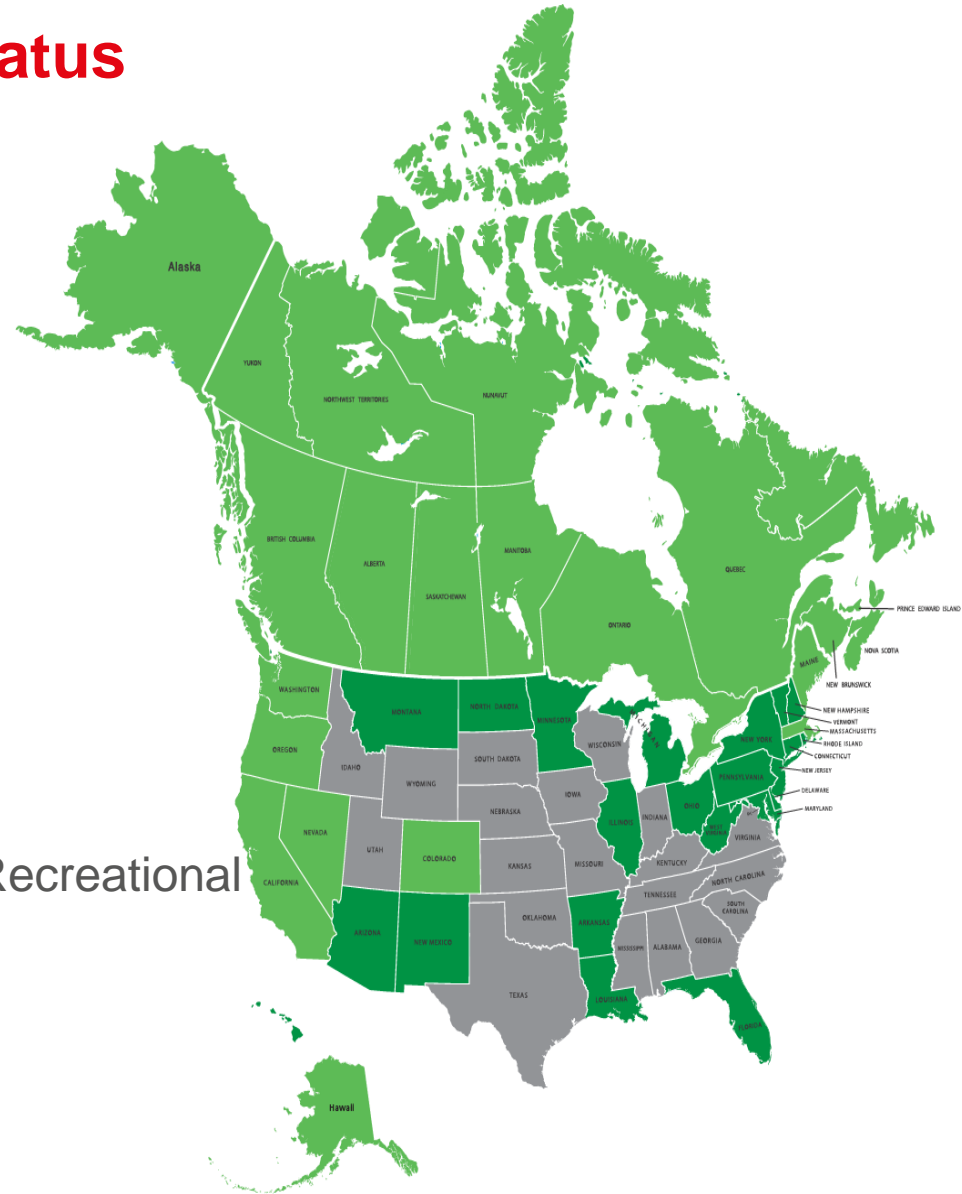 atus
Alaska
YUKON
NORTHWEST TERRITORIES
NUNAVUT
BRITISH COLUMBIA
ALBERTA
SASKATCHEWAN
MANITOBA
ONTARIO
QUEBEC
PRINCE EDWARD ISLAND
NOVA SCOTIA
NEW BRUNSWICK
MAINE
NEW HAMPSHIRE
VERMONT
MASSACHUSETTS
RHODE ISLAND
CONNECTICUT
NEW JERSEY
DELAWARE
MARYLAND
WASHINGTON
MONTANA
NORTH DAKOTA
MINNESOTA
MICHIGAN
NEW YORK
OREGON
IDAHO
WYOMING
SOUTH DAKOTA
WISCONSIN
PENNSYLVANIA
IOWA
NEBRASKA
ILLINOIS
INDIANA
OHIO
WEST VIRGINIA
VIRGINIA
NEVADA
UTAH
COLORADO
KANSAS
MISSOURI
KENTUCKY
Recreational
CALIFORNIA
NORTH CAROLINA
TENNESSEE
SOUTH CAROLINA
ARIZONA
NEW MEXICO
OKLAHOMA
ARKANSAS
MISSISSIPPI
ALABAMA
GEORGIA
TEXAS
LOUISIANA
FLORIDA
Hawaii